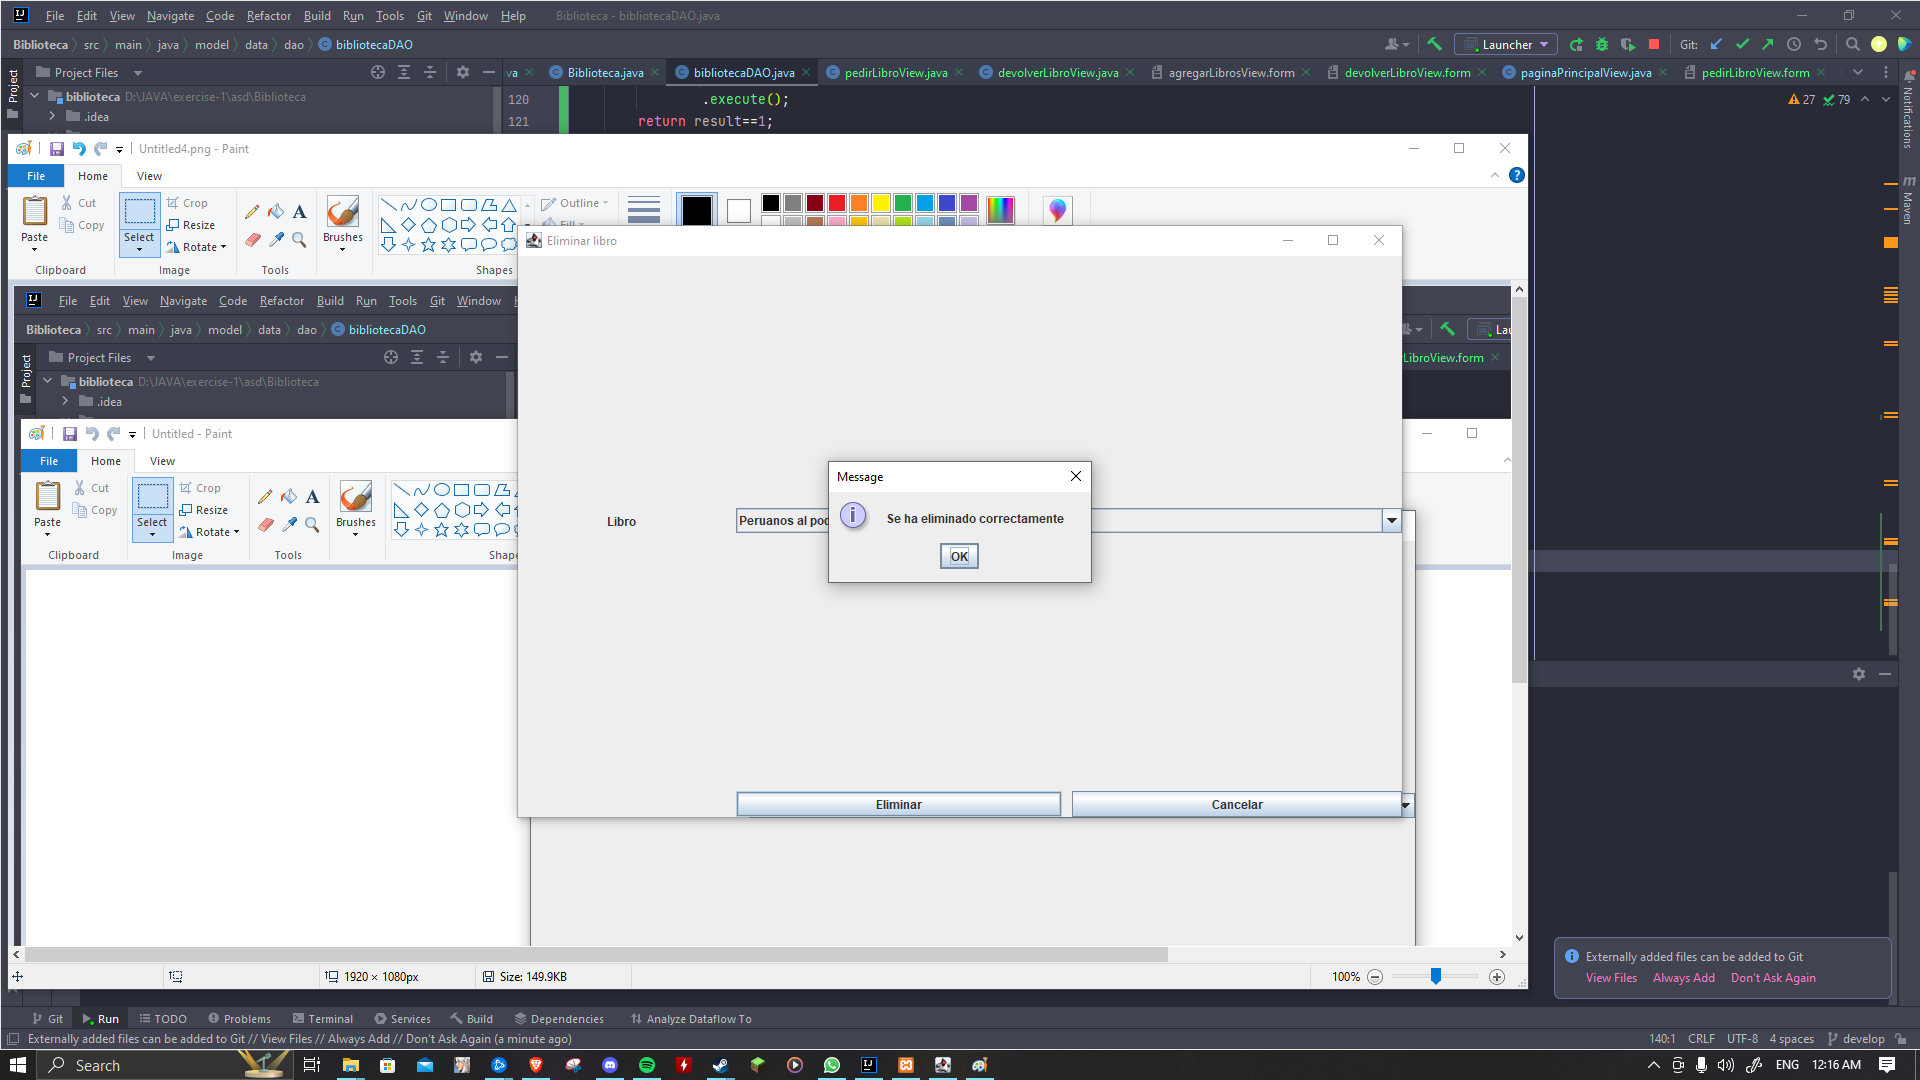 File Edit View Navigate Code Refactor Build Run Tools Git Window Help Biblioteca - bibliotecaDAO.java
Biblioteca src main java model data dao bibliotecaDAO Launcher Git:
Project Files va Biblioteca.java bibliotecaDAO.java pedirLibroView.java devolverLibroView.java agregarLibrosView.form devolverLibroView.form paginaPrincipalView.java pedirLibroView.form
Project
Notifications
Maven
biblioteca D:\JAVA\exercise-1\asd\Biblioteca
.idea
120 .execute();
121 return result==1;
27 79
Untitled4.png - Paint
File Home View
Paste Cut Copy Select Crop Resize Rotate Brushes Outline Fill
Clipboard Image Tools Shapes
Eliminar libro
File Edit View Navigate Code Refactor Build Run Tools Git Window
Biblioteca src main java model data dao bibliotecaDAO Lau
Project Files LibroView.form
Project
biblioteca D:\JAVA\exercise-1\asd\Biblioteca
.idea
Untitled - Paint
File Home View
Paste Cut Copy Select Crop Resize Rotate Brushes
Clipboard Image Tools Shape
Message
Libro Peruanos al pod
Se ha eliminado correctamente
OK
Eliminar Cancelar
1920 × 1080px Size: 149.9KB 100%
Externally added files can be added to Git
View Files Always Add Don't Ask Again
Git Run TODO Problems Terminal Services Build Dependencies Analyze Dataflow To
Externally added files can be added to Git // View Files // Always Add // Don't Ask Again (a minute ago) 140:1 CRLF UTF-8 4 spaces develop
Search ENG 12:16 AM